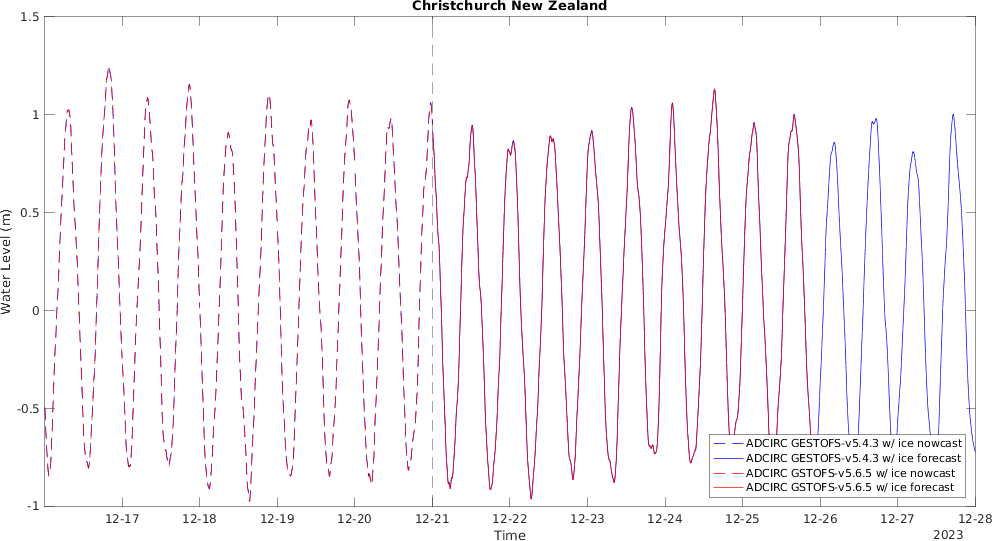 Christchurch New Zealand
1.5
1
0.5
0
-0.5
-1
Water Level (m)
ADCIRC GESTOFS-v5.4.3 w/ ice nowcast
ADCIRC GESTOFS-v5.4.3 w/ ice forecast
ADCIRC GSTOFS-v5.6.5 w/ ice nowcast
ADCIRC GSTOFS-v5.6.5 w/ ice forecast
12-17 12-18 12-19 12-20 12-21 12-22 12-23 12-24 12-25 12-26 12-27 12-28
Time
2023